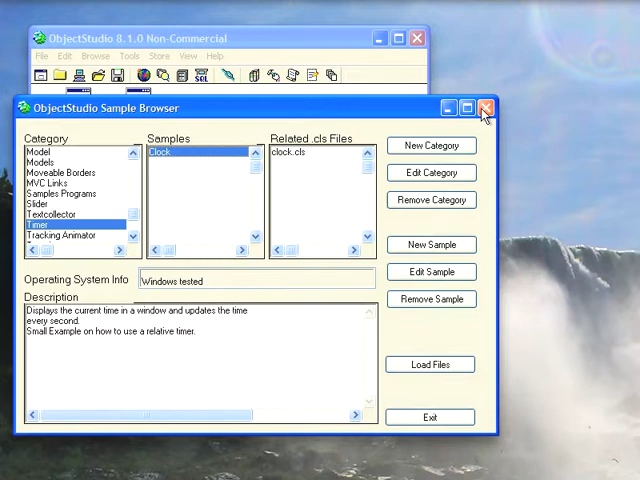 ObjectStudio 8.1.0 Non-Commercial
File Edit Browse Tools Store View Help
SQL
ObjectStudio Sample Browser
Category
Samples
Related .cls Files
Model
Models
Moveable Borders
MVC Links
Samples Programs
Slider
Textcollector
Timer
Tracking Animator
Clock
clock.cls
New Category
Edit Category
Remove Category
New Sample
Edit Sample
Remove Sample
Operating System Info
Windows tested
Description
Displays the current time in a window and updates the time
every second.
Small Example on how to use a relative timer.
Load Files
Exit